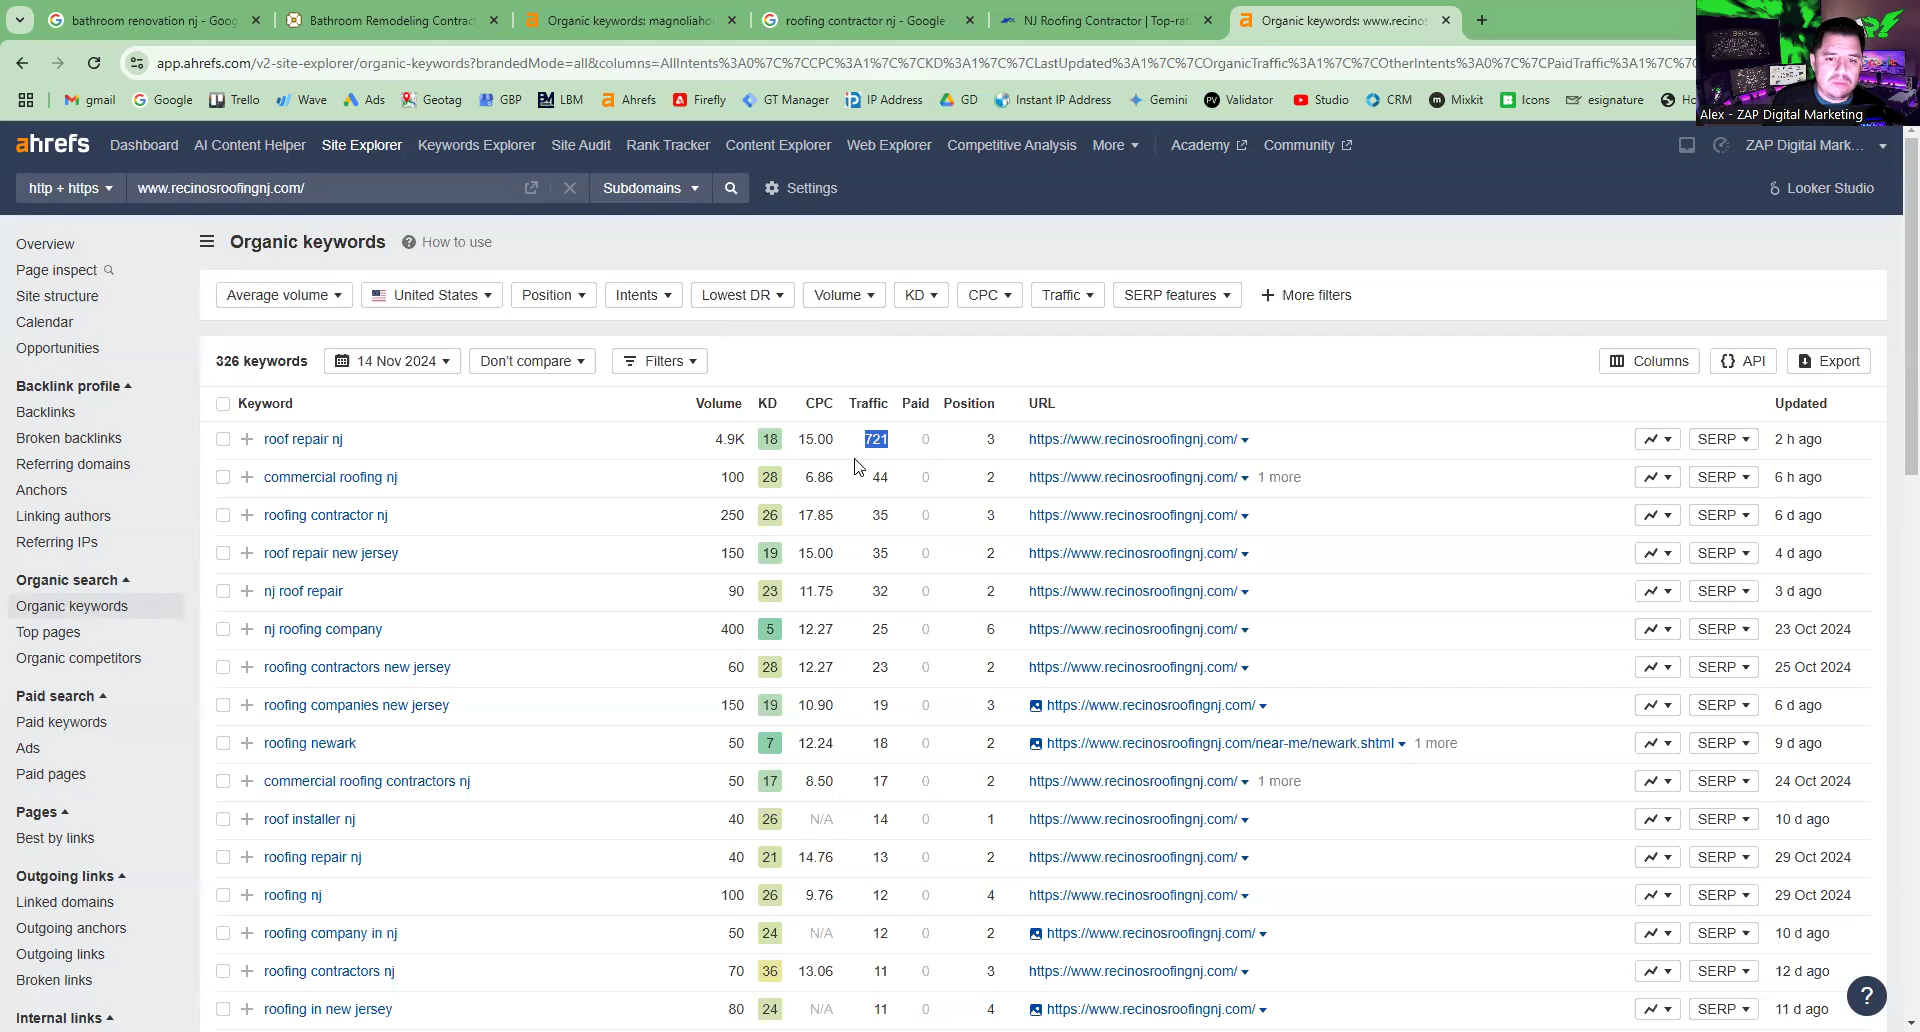 bathroom renovation nj - Goog
Bathroom Remodeling Contrac
Organic keywords: magnoliaho
roofing contractor nj - Google
NJ Roofing Contractor | Top-rat
Organic keywords: www.recinos
app.ahrefs.com/v2-site-explorer/organic-keywords?brandedMode=all&columns=AllIntents%3A0%7C%7CCPC%3A1%7C%7CKD%3A1%7C%7CLastUpdated%3A1%7C%7COrganicTraffic%3A1%7C%7COtherIntents%3A0%7C%7CPaidTraffic%3A1%7C%7C
gmail Google Trello Wave Ads Geotag GBP LBM Ahrefs Firefly GT Manager IP Address GD Instant IP Address Gemini Validator Studio CRM Mixkit Icons esignature
Alex - ZAP Digital Marketing
ahrefs Dashboard AI Content Helper Site Explorer Keywords Explorer Site Audit Rank Tracker Content Explorer Web Explorer Competitive Analysis More Academy Community ZAP Digital Mark...
http + https www.recinosroofingnj.com/ Subdomains Settings Looker Studio
Overview
Page inspect
Site structure
Calendar
Opportunities
Backlink profile
Backlinks
Broken backlinks
Referring domains
Anchors
Linking authors
Referring IPs
Organic search
Organic keywords
Top pages
Organic competitors
Paid search
Paid keywords
Ads
Paid pages
Pages
Best by links
Outgoing links
Linked domains
Outgoing anchors
Outgoing links
Broken links
Internal links
Organic keywords ? How to use
Average volume United States Position Intents Lowest DR Volume KD CPC Traffic SERP features + More filters
326 keywords 14 Nov 2024 Don't compare Filters Columns {} API Export
Keyword Volume KD CPC Traffic Paid Position URL Updated
roof repair nj 4.9K 18 15.00 721 0 3 https://www.recinosroofingnj.com/ SERP 2 h ago
commercial roofing nj 100 28 6.86 44 0 2 https://www.recinosroofingnj.com/ 1 more SERP 6 h ago
roofing contractor nj 250 26 17.85 35 0 3 https://www.recinosroofingnj.com/ SERP 6 d ago
roof repair new jersey 150 19 15.00 35 0 2 https://www.recinosroofingnj.com/ SERP 4 d ago
nj roof repair 90 23 11.75 32 0 2 https://www.recinosroofingnj.com/ SERP 3 d ago
nj roofing company 400 5 12.27 25 0 6 https://www.recinosroofingnj.com/ SERP 23 Oct 2024
roofing contractors new jersey 60 28 12.27 23 0 2 https://www.recinosroofingnj.com/ SERP 25 Oct 2024
roofing companies new jersey 150 19 10.90 19 0 3 https://www.recinosroofingnj.com/ SERP 6 d ago
roofing newark 50 7 12.24 18 0 2 https://www.recinosroofingnj.com/near-me/newark.shtml 1 more SERP 9 d ago
commercial roofing contractors nj 50 17 8.50 17 0 2 https://www.recinosroofingnj.com/ 1 more SERP 24 Oct 2024
roof installer nj 40 26 N/A 14 0 1 https://www.recinosroofingnj.com/ SERP 10 d ago
roofing repair nj 40 21 14.76 13 0 2 https://www.recinosroofingnj.com/ SERP 29 Oct 2024
roofing nj 100 26 9.76 12 0 4 https://www.recinosroofingnj.com/ SERP 29 Oct 2024
roofing company in nj 50 24 N/A 12 0 2 https://www.recinosroofingnj.com/ SERP 10 d ago
roofing contractors nj 70 36 13.06 11 0 3 https://www.recinosroofingnj.com/ SERP 12 d ago
roofing in new jersey 80 24 N/A 11 0 4 https://www.recinosroofingnj.com/ SERP 11 d ago
?